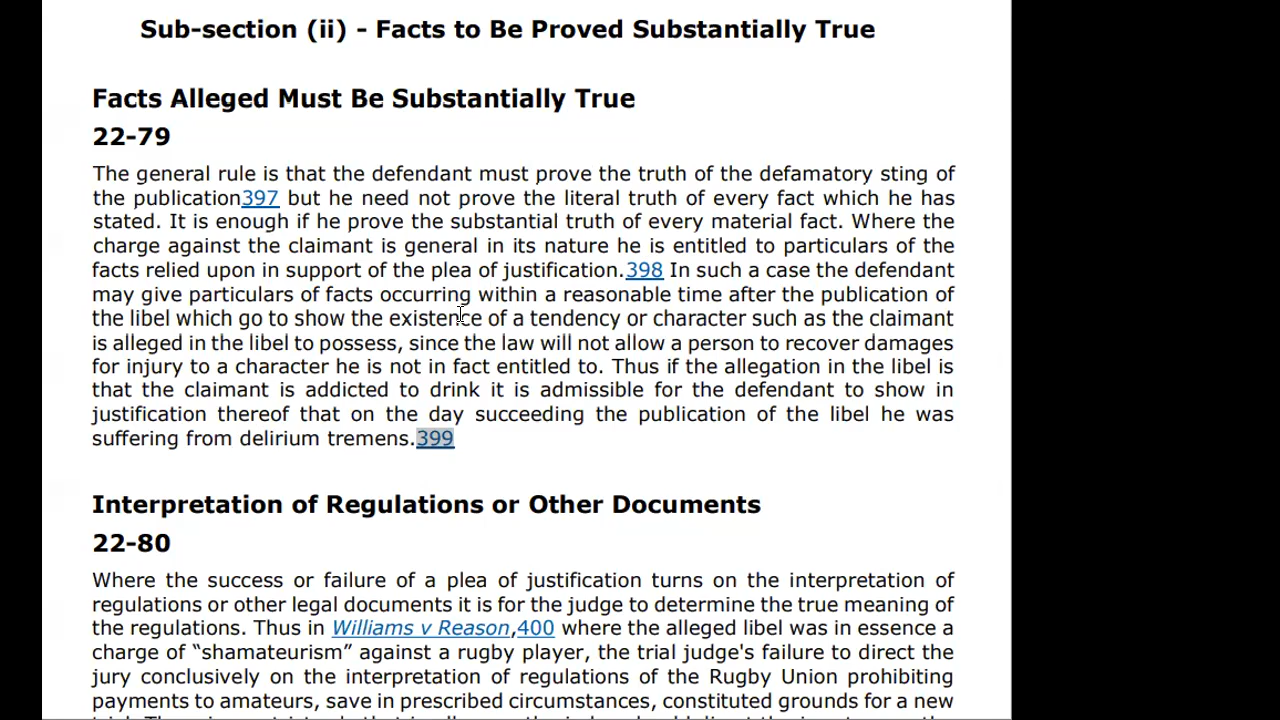 Sub-section (ii) - Facts to Be Proved Substantially True
Facts Alleged Must Be Substantially True
22-79
The general rule is that the defendant must prove the truth of the defamatory sting of
the publication397 but he need not prove the literal truth of every fact which he has
stated. It is enough if he prove the substantial truth of every material fact. Where the
charge against the claimant is general in its nature he is entitled to particulars of the
facts relied upon in support of the plea of justification.398 In such a case the defendant
may give particulars of facts occurring within a reasonable time after the publication of
the libel which go to show the existence of a tendency or character such as the claimant
is alleged in the libel to possess, since the law will not allow a person to recover damages
for injury to a character he is not in fact entitled to. Thus if the allegation in the libel is
that the claimant is addicted to drink it is admissible for the defendant to show in
justification thereof that on the day succeeding the publication of the libel he was
suffering from delirium tremens.399
Interpretation of Regulations or Other Documents
22-80
Where the success or failure of a plea of justification turns on the interpretation of
regulations or other legal documents it is for the judge to determine the true meaning of
the regulations. Thus in Williams v Reason,400 where the alleged libel was in essence a
charge of “shamateurism” against a rugby player, the trial judge's failure to direct the
jury conclusively on the interpretation of regulations of the Rugby Union prohibiting
payments to amateurs, save in prescribed circumstances, constituted grounds for a new